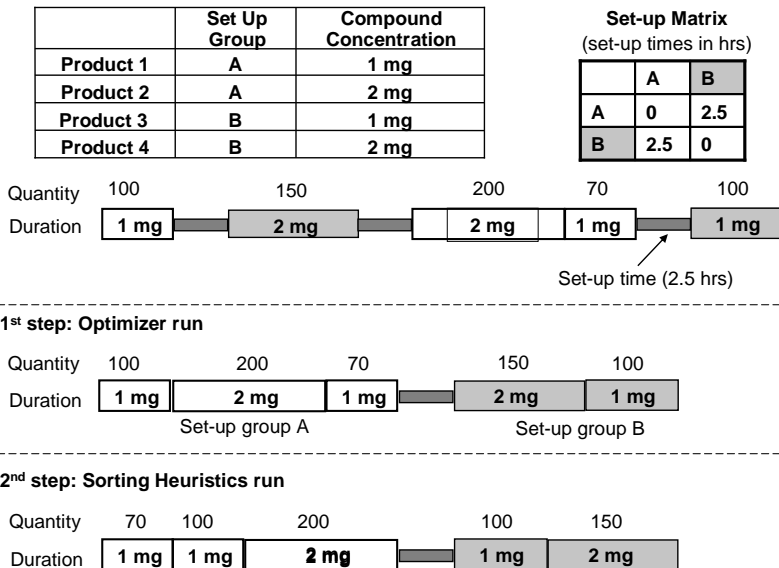 Set Up Group Compound Concentration
Product 1 A 1 mg
Product 2 A 2 mg
Product 3 B 1 mg
Product 4 B 2 mg
Set-up Matrix
(set-up times in hrs)
A B
A 0 2.5
B 2.5 0
Quantity 100 150 200 70 100
Duration 1 mg 2 mg 2 mg 1 mg 1 mg
Set-up time (2.5 hrs)
1st step: Optimizer run
Quantity 100 200 70 150 100
Duration 1 mg 2 mg 1 mg 2 mg 1 mg
Set-up group A Set-up group B
2nd step: Sorting Heuristics run
Quantity 70 100 200 100 150
Duration 1 mg 1 mg 2 mg 1 mg 2 mg